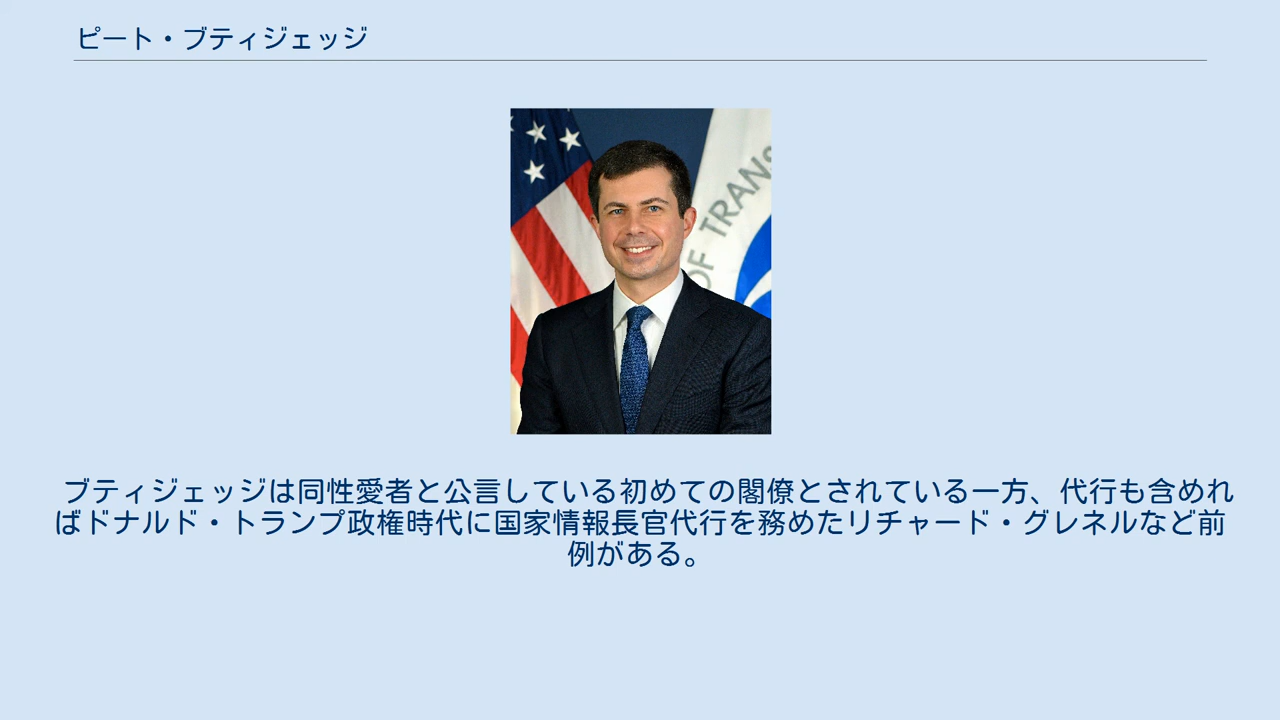 ピート・ブティジェッジ
OF TRANS
ブティジェッジは同性愛者と公言している初めての閣僚とされている一方、代行も含めれ
ばドナルド・トランプ政権時代に国家情報長官代行を務めたリチャード・グレネルなど前
例がある。